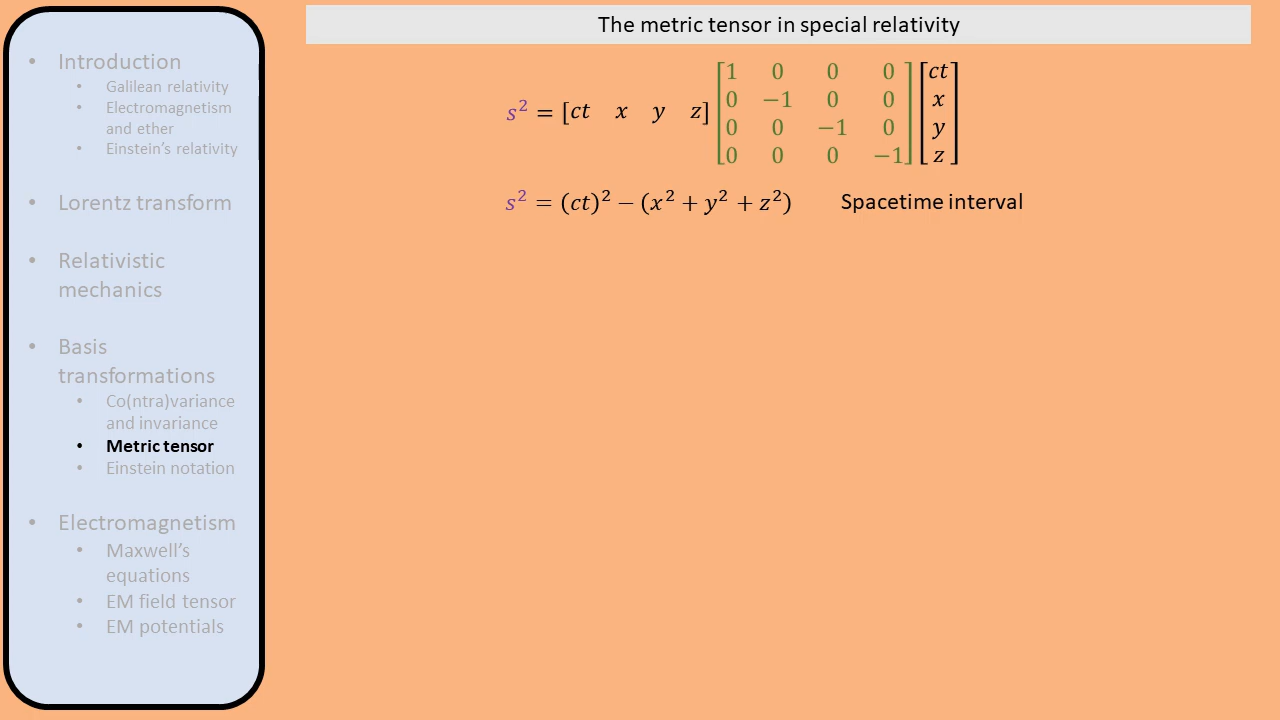 The metric tensor in special relativity
• Introduction
• Galilean relativity
• Electromagnetism
and ether
• Einstein's relativity
• Lorentz transform
• Relativistic
mechanics
• Basis
transformations
• Co(ntra)variance
and invariance
• Metric tensor
• Einstein notation
• Electromagnetism
• Maxwell's
equations
• EM field tensor
• EM potentials
s² = [ct x y z] [1 0 0 0; 0 −1 0 0; 0 0 −1 0; 0 0 0 −1] [ct; x; y; z]
s² = (ct)² − (x² + y² + z²) Spacetime interval